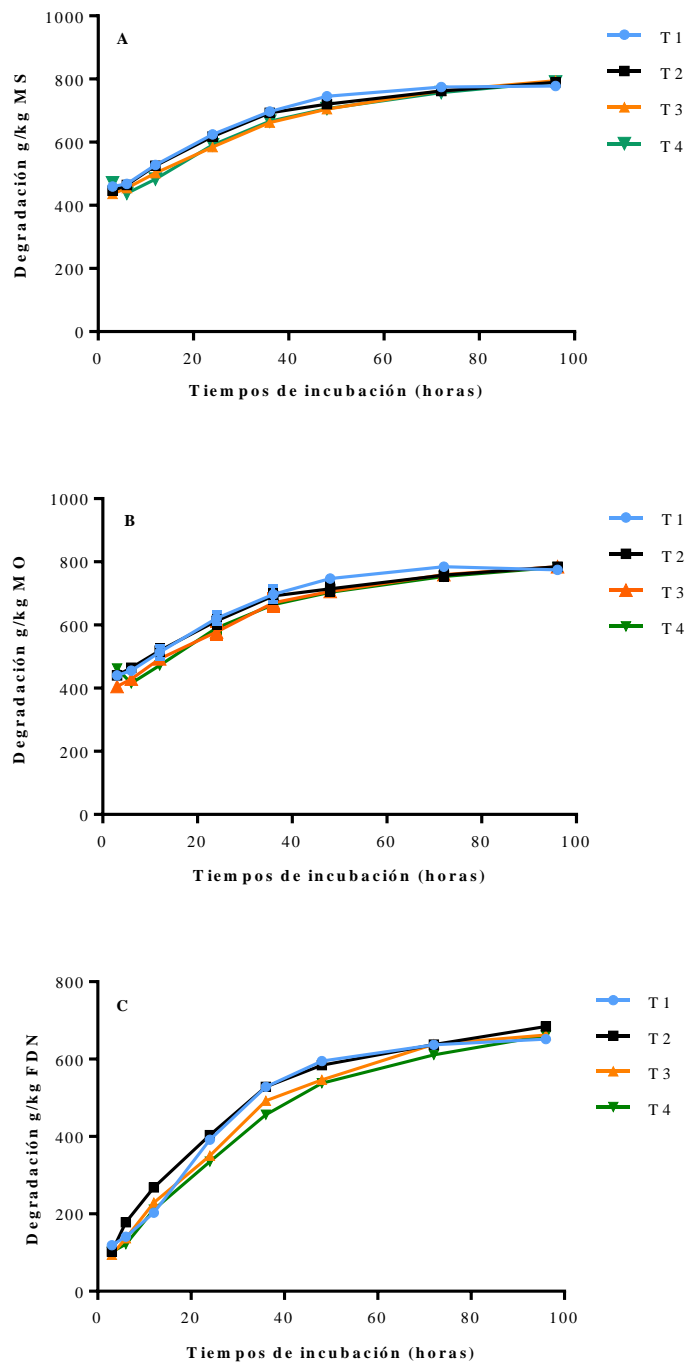 A
1000
800
600
400
200
0
0 20 40 60 80 100
Degradación g/kg MS
Tiempos de incubación (horas)
T 1
T 2
T 3
T 4
B
1000
800
600
400
200
0
0 20 40 60 80 100
Degradación g/kg MO
Tiempos de incubación (horas)
T 1
T 2
T 3
T 4
C
800
600
400
200
0
0 20 40 60 80 100
Degradación g/kg FDN
Tiempos de incubación (horas)
T 1
T 2
T 3
T 4